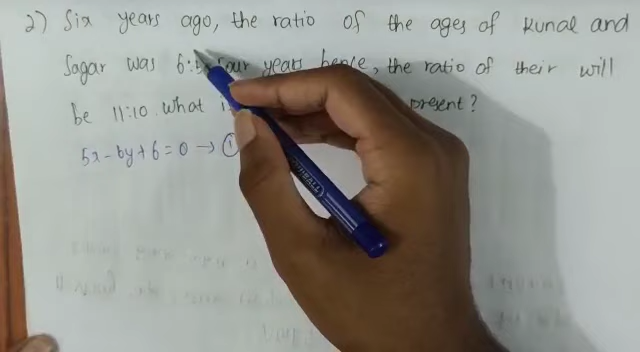 2) Six years ago, the ratio of the ages of Kunal and
Sagar was 6:5 four years hence, the ratio of their will
be 11:10. What present?
5x - 6y + 6 = 0 → ①